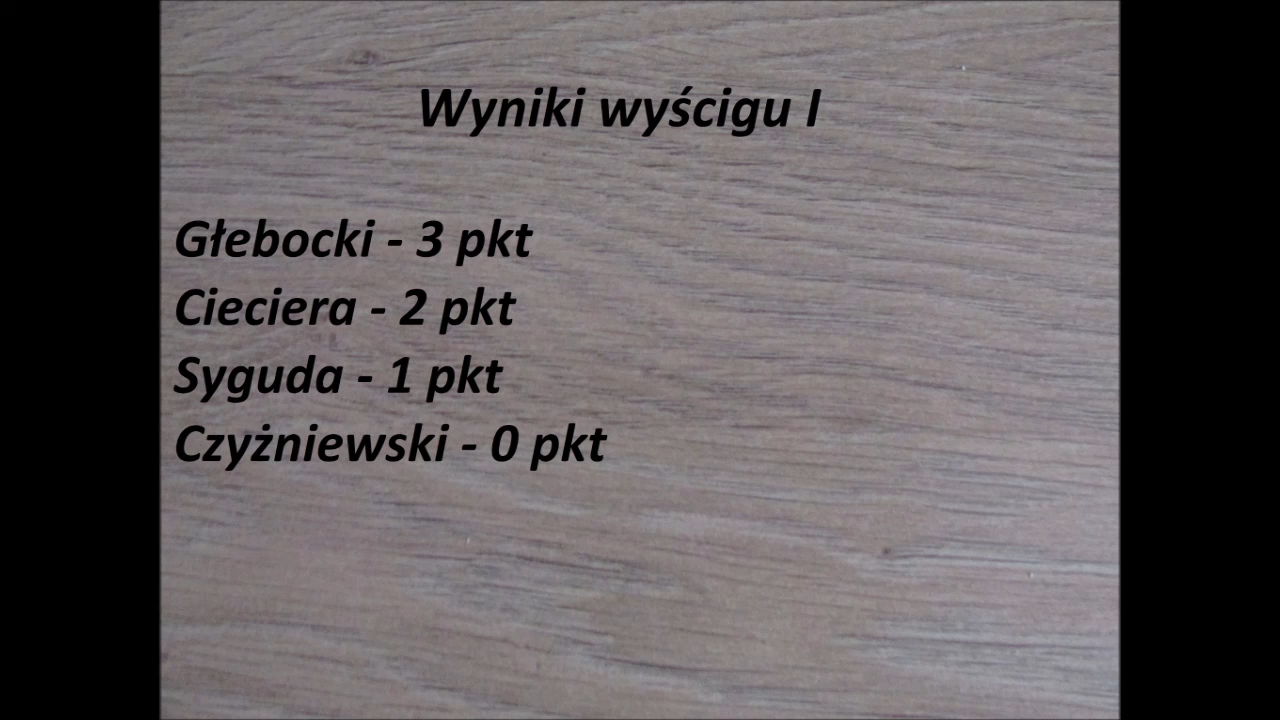 Wyniki wyścigu I
Głebocki - 3 pkt
Cieciera - 2 pkt
Syguda - 1 pkt
Czyżniewski - 0 pkt